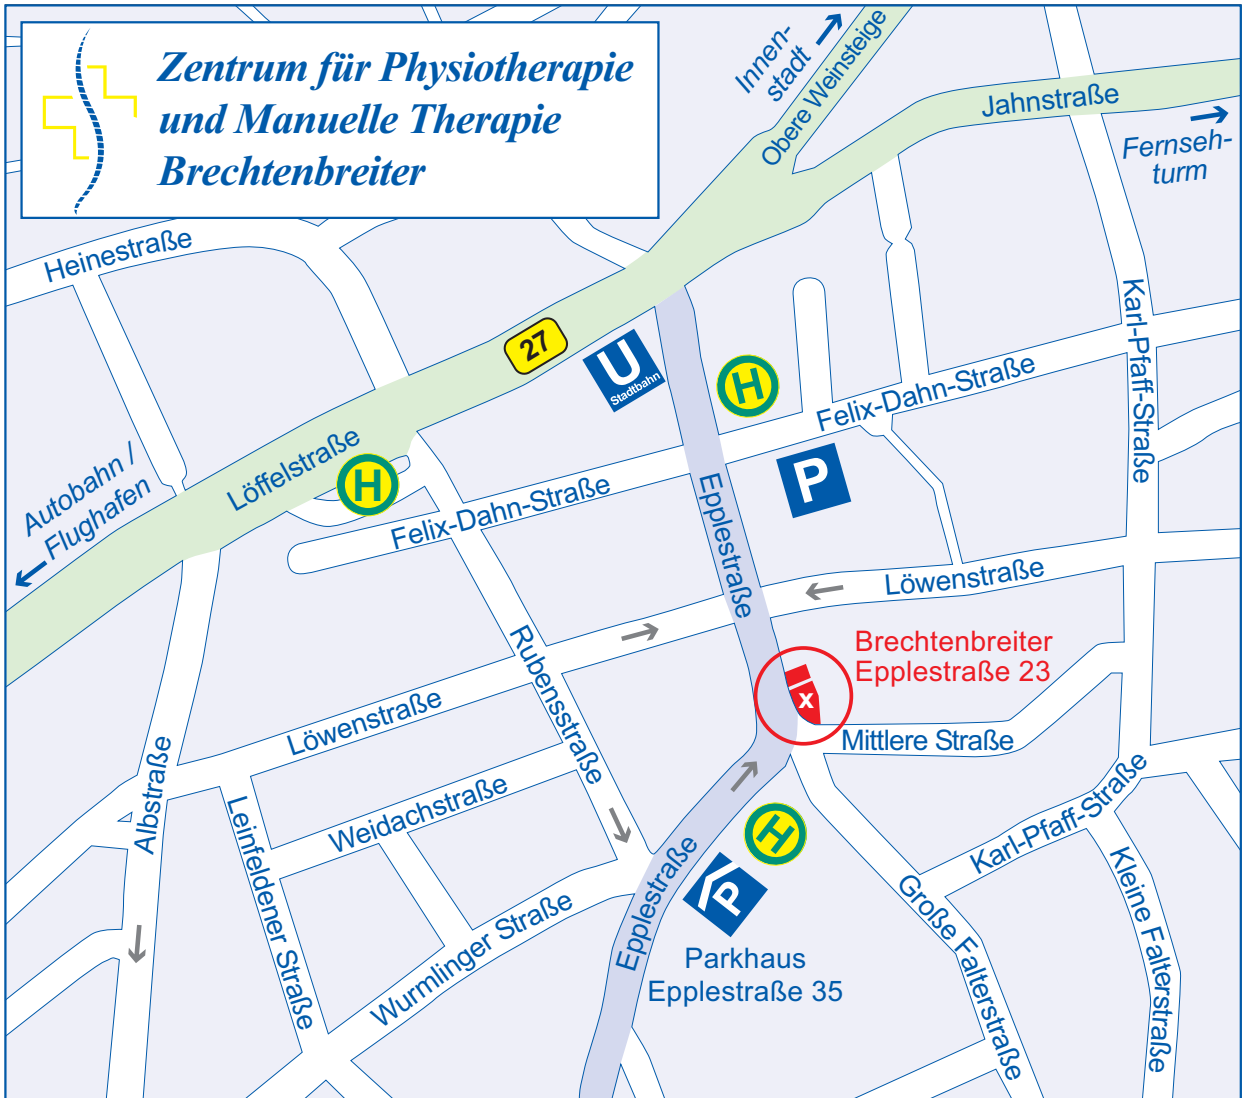 Zentrum für Physiotherapie
und Manuelle Therapie
Brechtenbreiter
Innen-
stadt
Obere Weinsteige
Jahnstraße
Fernseh-
turm
Heinestraße
Karl-Pfaff-Straße
27
U
Stadtbahn
H
Felix-Dahn-Straße
Löffelstraße
H
P
Autobahn /
Flughafen
Felix-Dahn-Straße
Epplestraße
Löwenstraße
Rubensstraße
Brechtenbreiter
Epplestraße 23
x
Löwenstraße
Mittlere Straße
Albstraße
Leinfeldener Straße
Weidachstraße
H
Karl-Pfaff-Straße
Epplestraße
P
Große Falterstraße
Kleine Falterstraße
Wurmlinger Straße
Parkhaus
Epplestraße 35